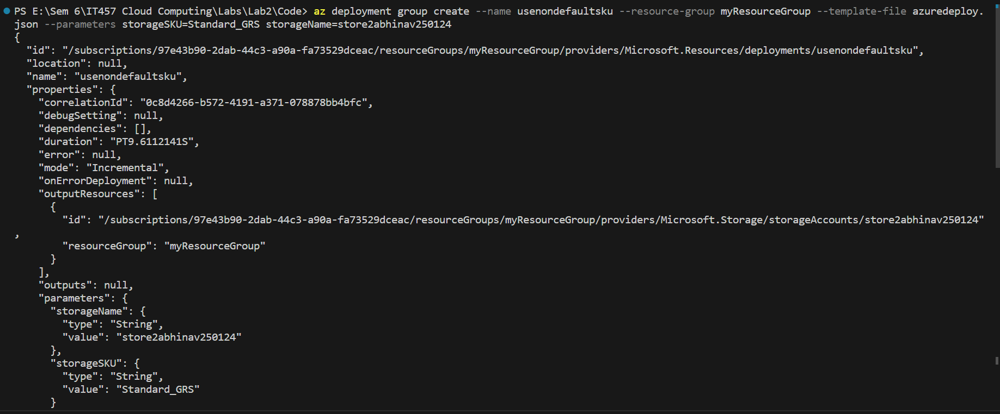 PS E:\Sem 6\IT457 Cloud Computing\Labs\Lab2\Code> az deployment group create --name usenondefaultsku --resource-group myResourceGroup --template-file azuredeploy.
json --parameters storageSKU=Standard_GRS storageName=store2abhinav250124
{
  "id": "/subscriptions/97e43b90-2dab-44c3-a90a-fa73529dceac/resourceGroups/myResourceGroup/providers/Microsoft.Resources/deployments/usenondefaultsku",
  "location": null,
  "name": "usenondefaultsku",
  "properties": {
    "correlationId": "0c8d4266-b572-4191-a371-078878bb4bfc",
    "debugSetting": null,
    "dependencies": [],
    "duration": "PT9.6112141S",
    "error": null,
    "mode": "Incremental",
    "onErrorDeployment": null,
    "outputResources": [
      {
        "id": "/subscriptions/97e43b90-2dab-44c3-a90a-fa73529dceac/resourceGroups/myResourceGroup/providers/Microsoft.Storage/storageAccounts/store2abhinav250124"
,
        "resourceGroup": "myResourceGroup"
      }
    ],
    "outputs": null,
    "parameters": {
      "storageName": {
        "type": "String",
        "value": "store2abhinav250124"
      },
      "storageSKU": {
        "type": "String",
        "value": "Standard_GRS"
      }